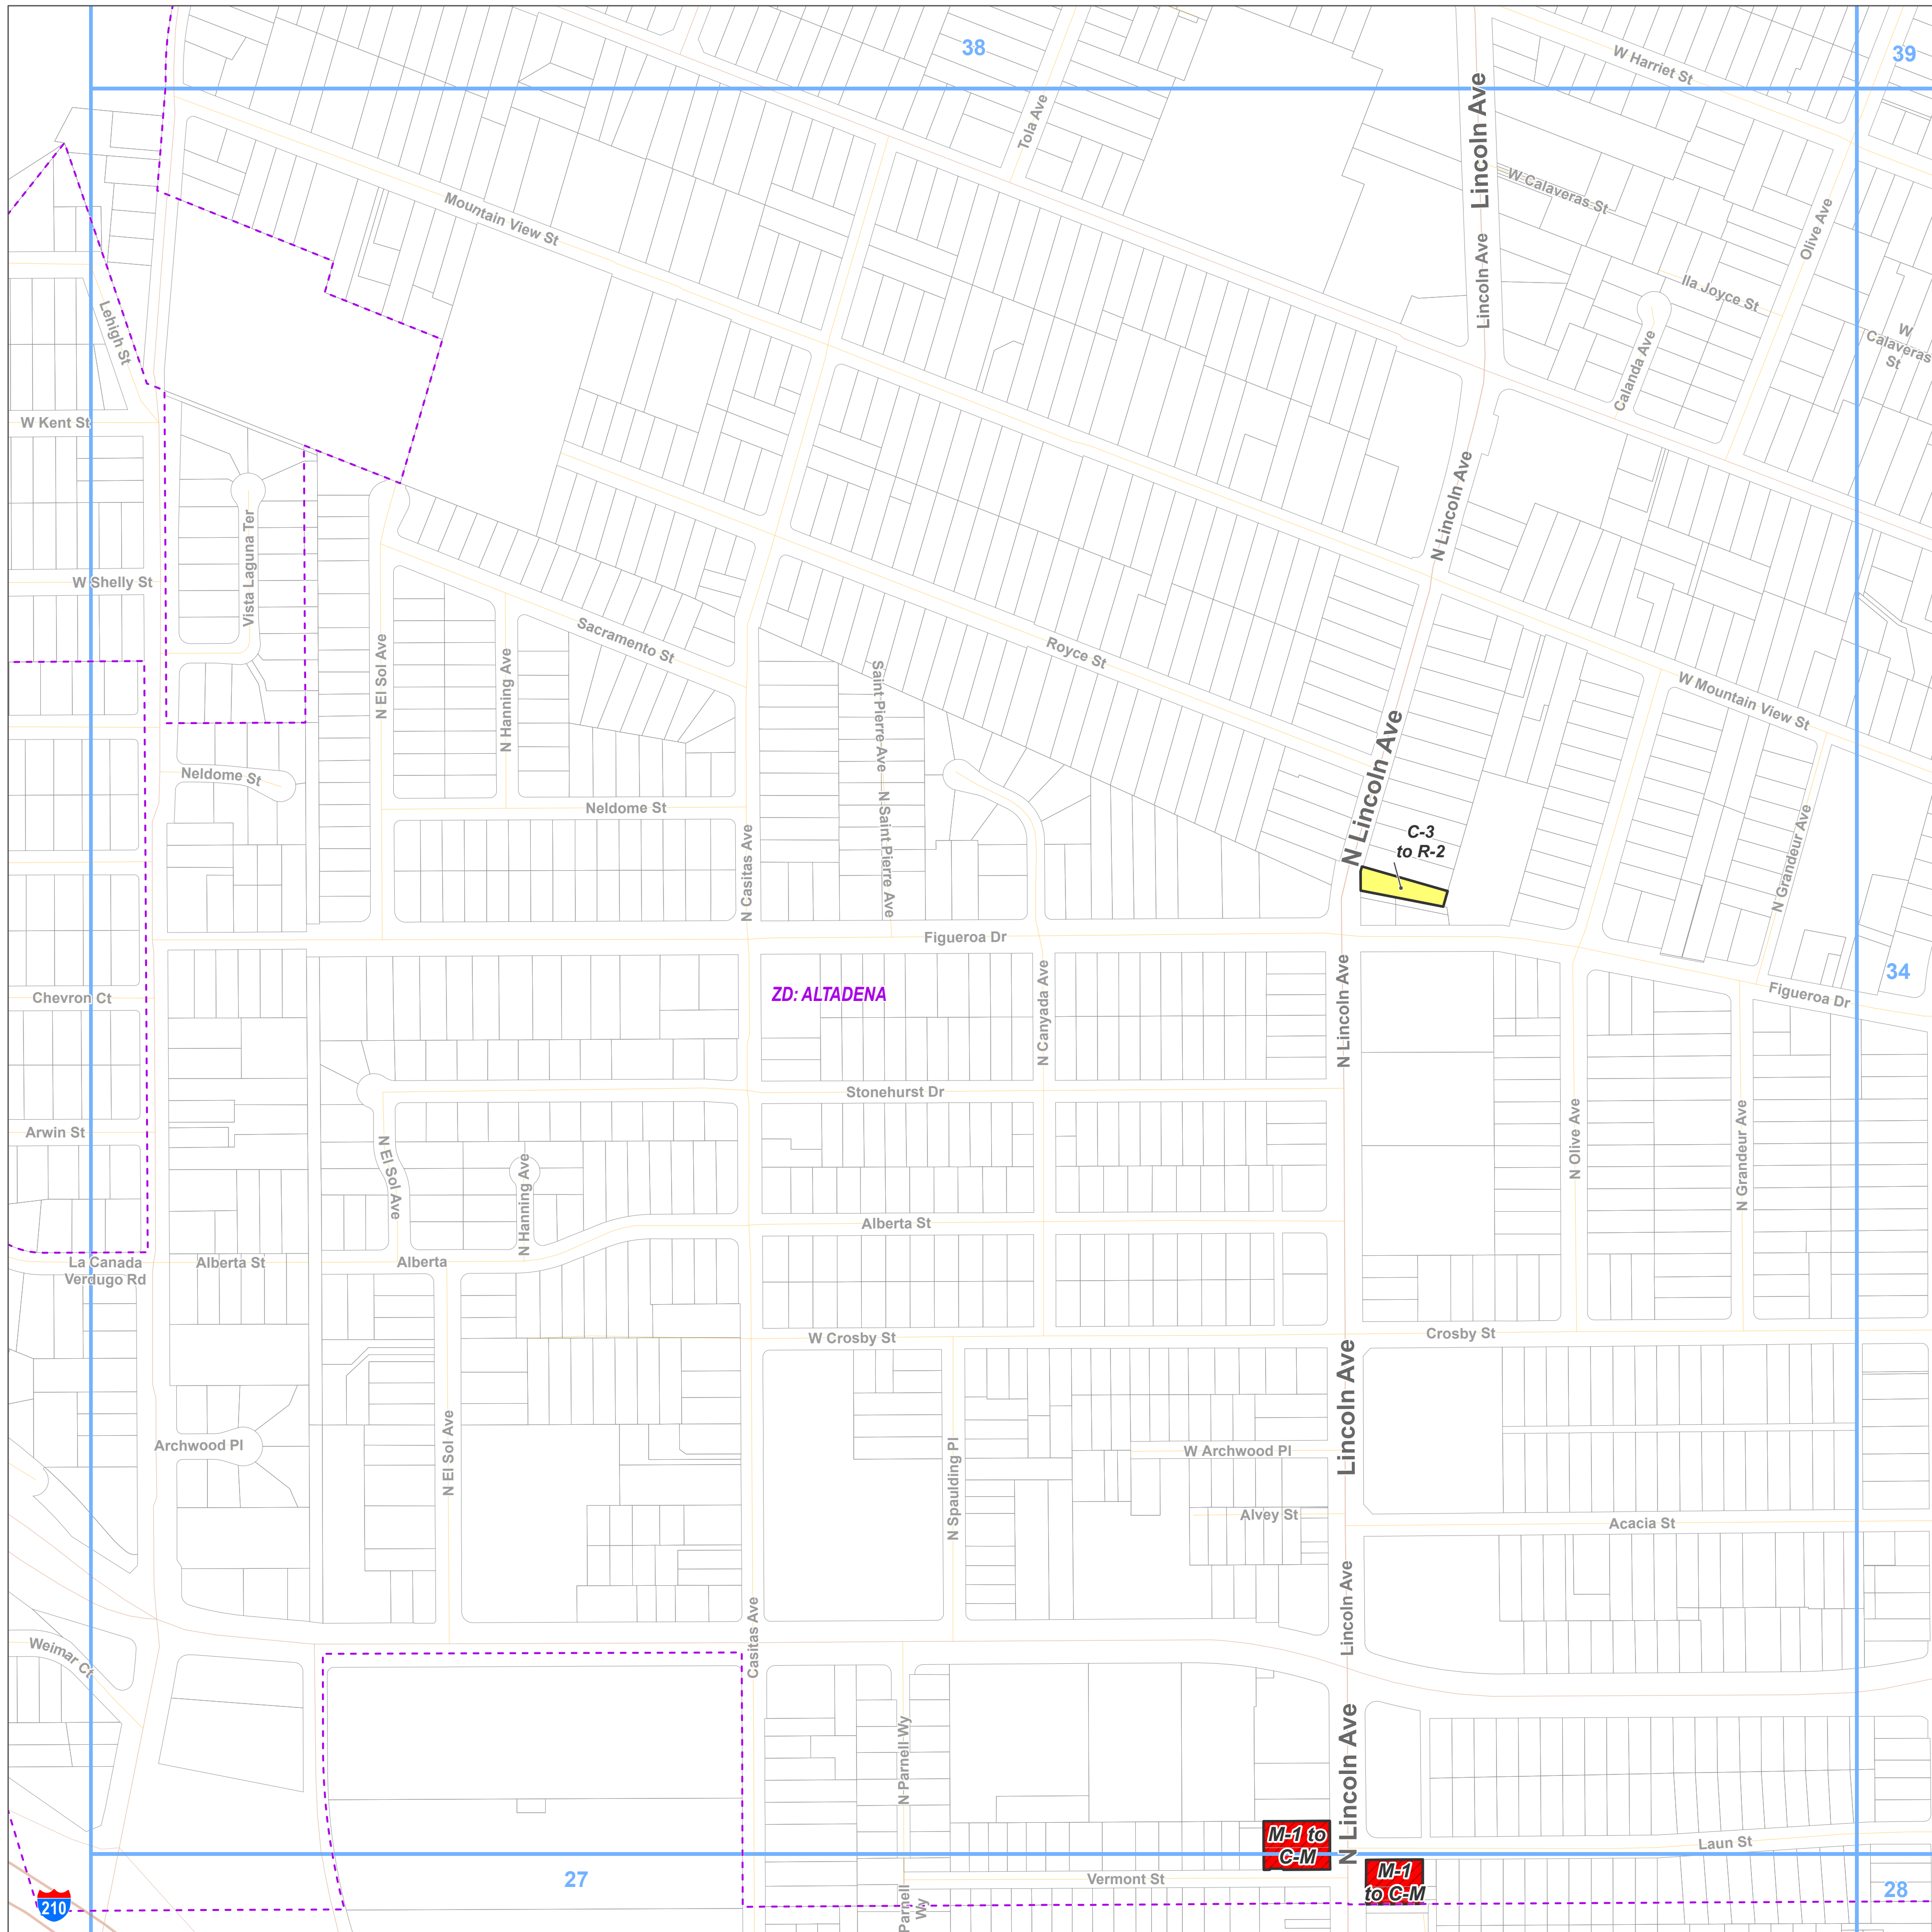 38
39
W Harriet St
Tola Ave
Lincoln Ave
W Calaveras St
Olive Ave
Mountain View St
Lincoln Ave
Ila Joyce St
W
Calaveras
St
Lehigh St
Calanda Ave
W Kent St
N Lincoln Ave
Vista Laguna Ter
W Shelly St
Sacramento St
N El Sol Ave
N Hanning Ave
Royce St
Saint Pierre Ave
W Mountain View St
N Lincoln Ave
Neldome St
Neldome St
N Saint Pierre Ave
N Casitas Ave
C-3
to R-2
N Grandeur Ave
Figueroa Dr
ZD: ALTADENA
N Canyada Ave
N Lincoln Ave
34
Chevron Ct
Figueroa Dr
Stonehurst Dr
Arwin St
N El Sol Ave
N Hanning Ave
N Olive Ave
N Grandeur Ave
Alberta St
La Canada
Verdugo Rd
Alberta St
Alberta
W Crosby St
Crosby St
Lincoln Ave
Archwood Pl
N El Sol Ave
N Spaulding Pl
W Archwood Pl
Alvey St
Acacia St
Lincoln Ave
Casitas Ave
Weimar Ct
N Parnell Wy
N Lincoln Ave
M-1 to
C-M
Laun St
27
Vermont St
M-1
to C-M
28
210
Parnell
Wy